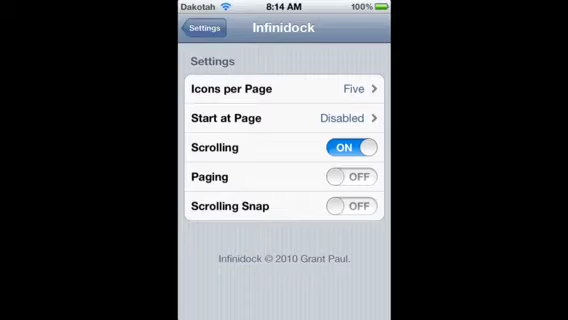 Dakotah 8:14 AM 100%
Settings Infinidock
Settings
Icons per Page Five
Start at Page Disabled
Scrolling ON
Paging OFF
Scrolling Snap OFF
Infinidock © 2010 Grant Paul.